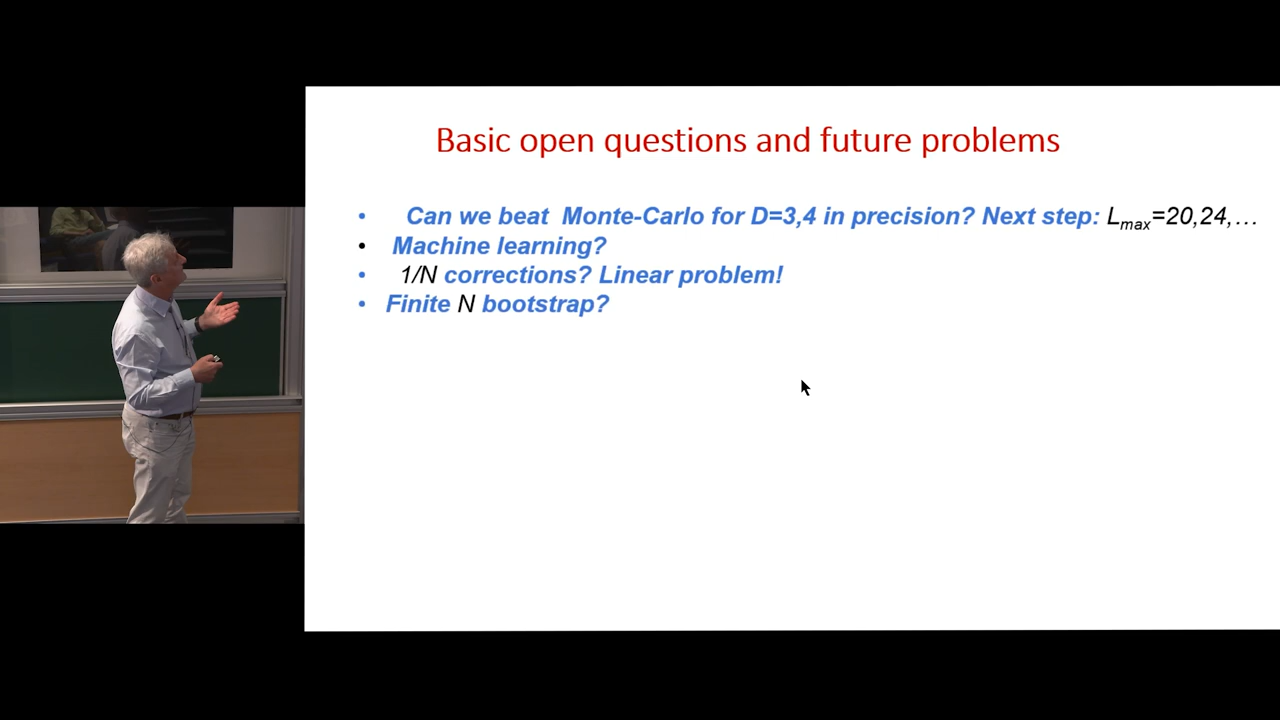 Basic open questions and future problems
• Can we beat Monte-Carlo for D=3,4 in precision? Next step: Lmax=20,24,…
• Machine learning?
• 1/N corrections? Linear problem!
• Finite N bootstrap?